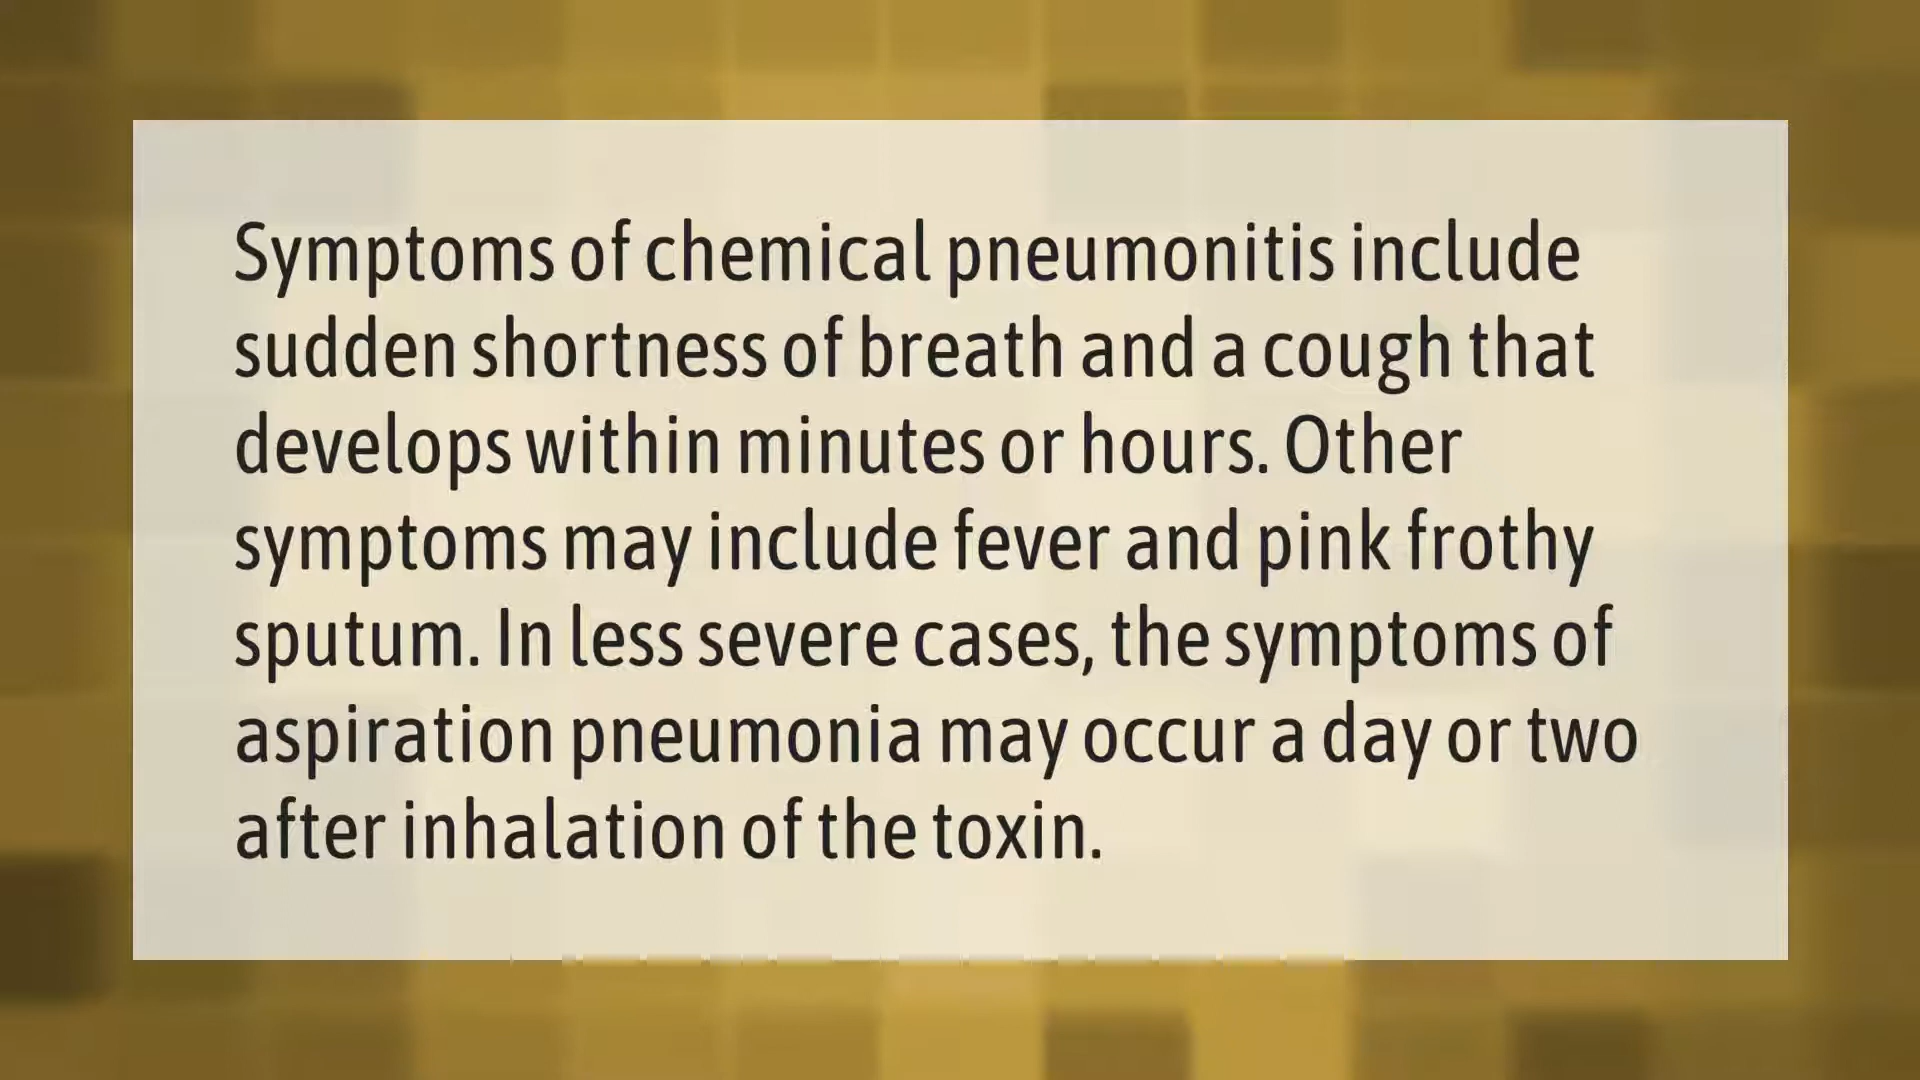 Symptoms of chemical pneumonitis include
sudden shortness of breath and a cough that
develops within minutes or hours. Other
symptoms may include fever and pink frothy
sputum. In less severe cases, the symptoms of
aspiration pneumonia may occur a day or two
after inhalation of the toxin.